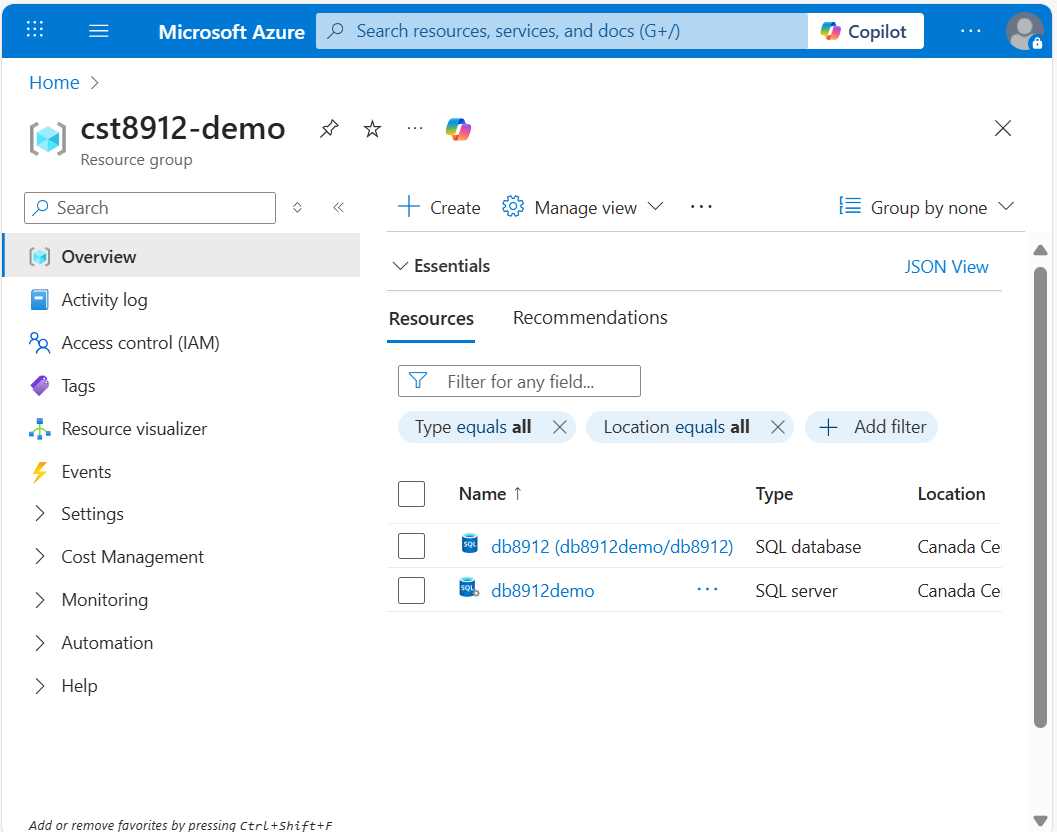 Microsoft Azure
Search resources, services, and docs (G+/)
Copilot
Home
cst8912-demo
Resource group
Search
Overview
Activity log
Access control (IAM)
Tags
Resource visualizer
Events
Settings
Cost Management
Monitoring
Automation
Help
Add or remove favorites by pressing Ctrl+Shift+F
Create
Manage view
Group by none
Essentials
JSON View
Resources
Recommendations
Filter for any field...
Type equals all
Location equals all
Add filter
Name ↑ Type Location
SQL db8912 (db8912demo/db8912) SQL database Canada Ce
SQL db8912demo ... SQL server Canada Ce